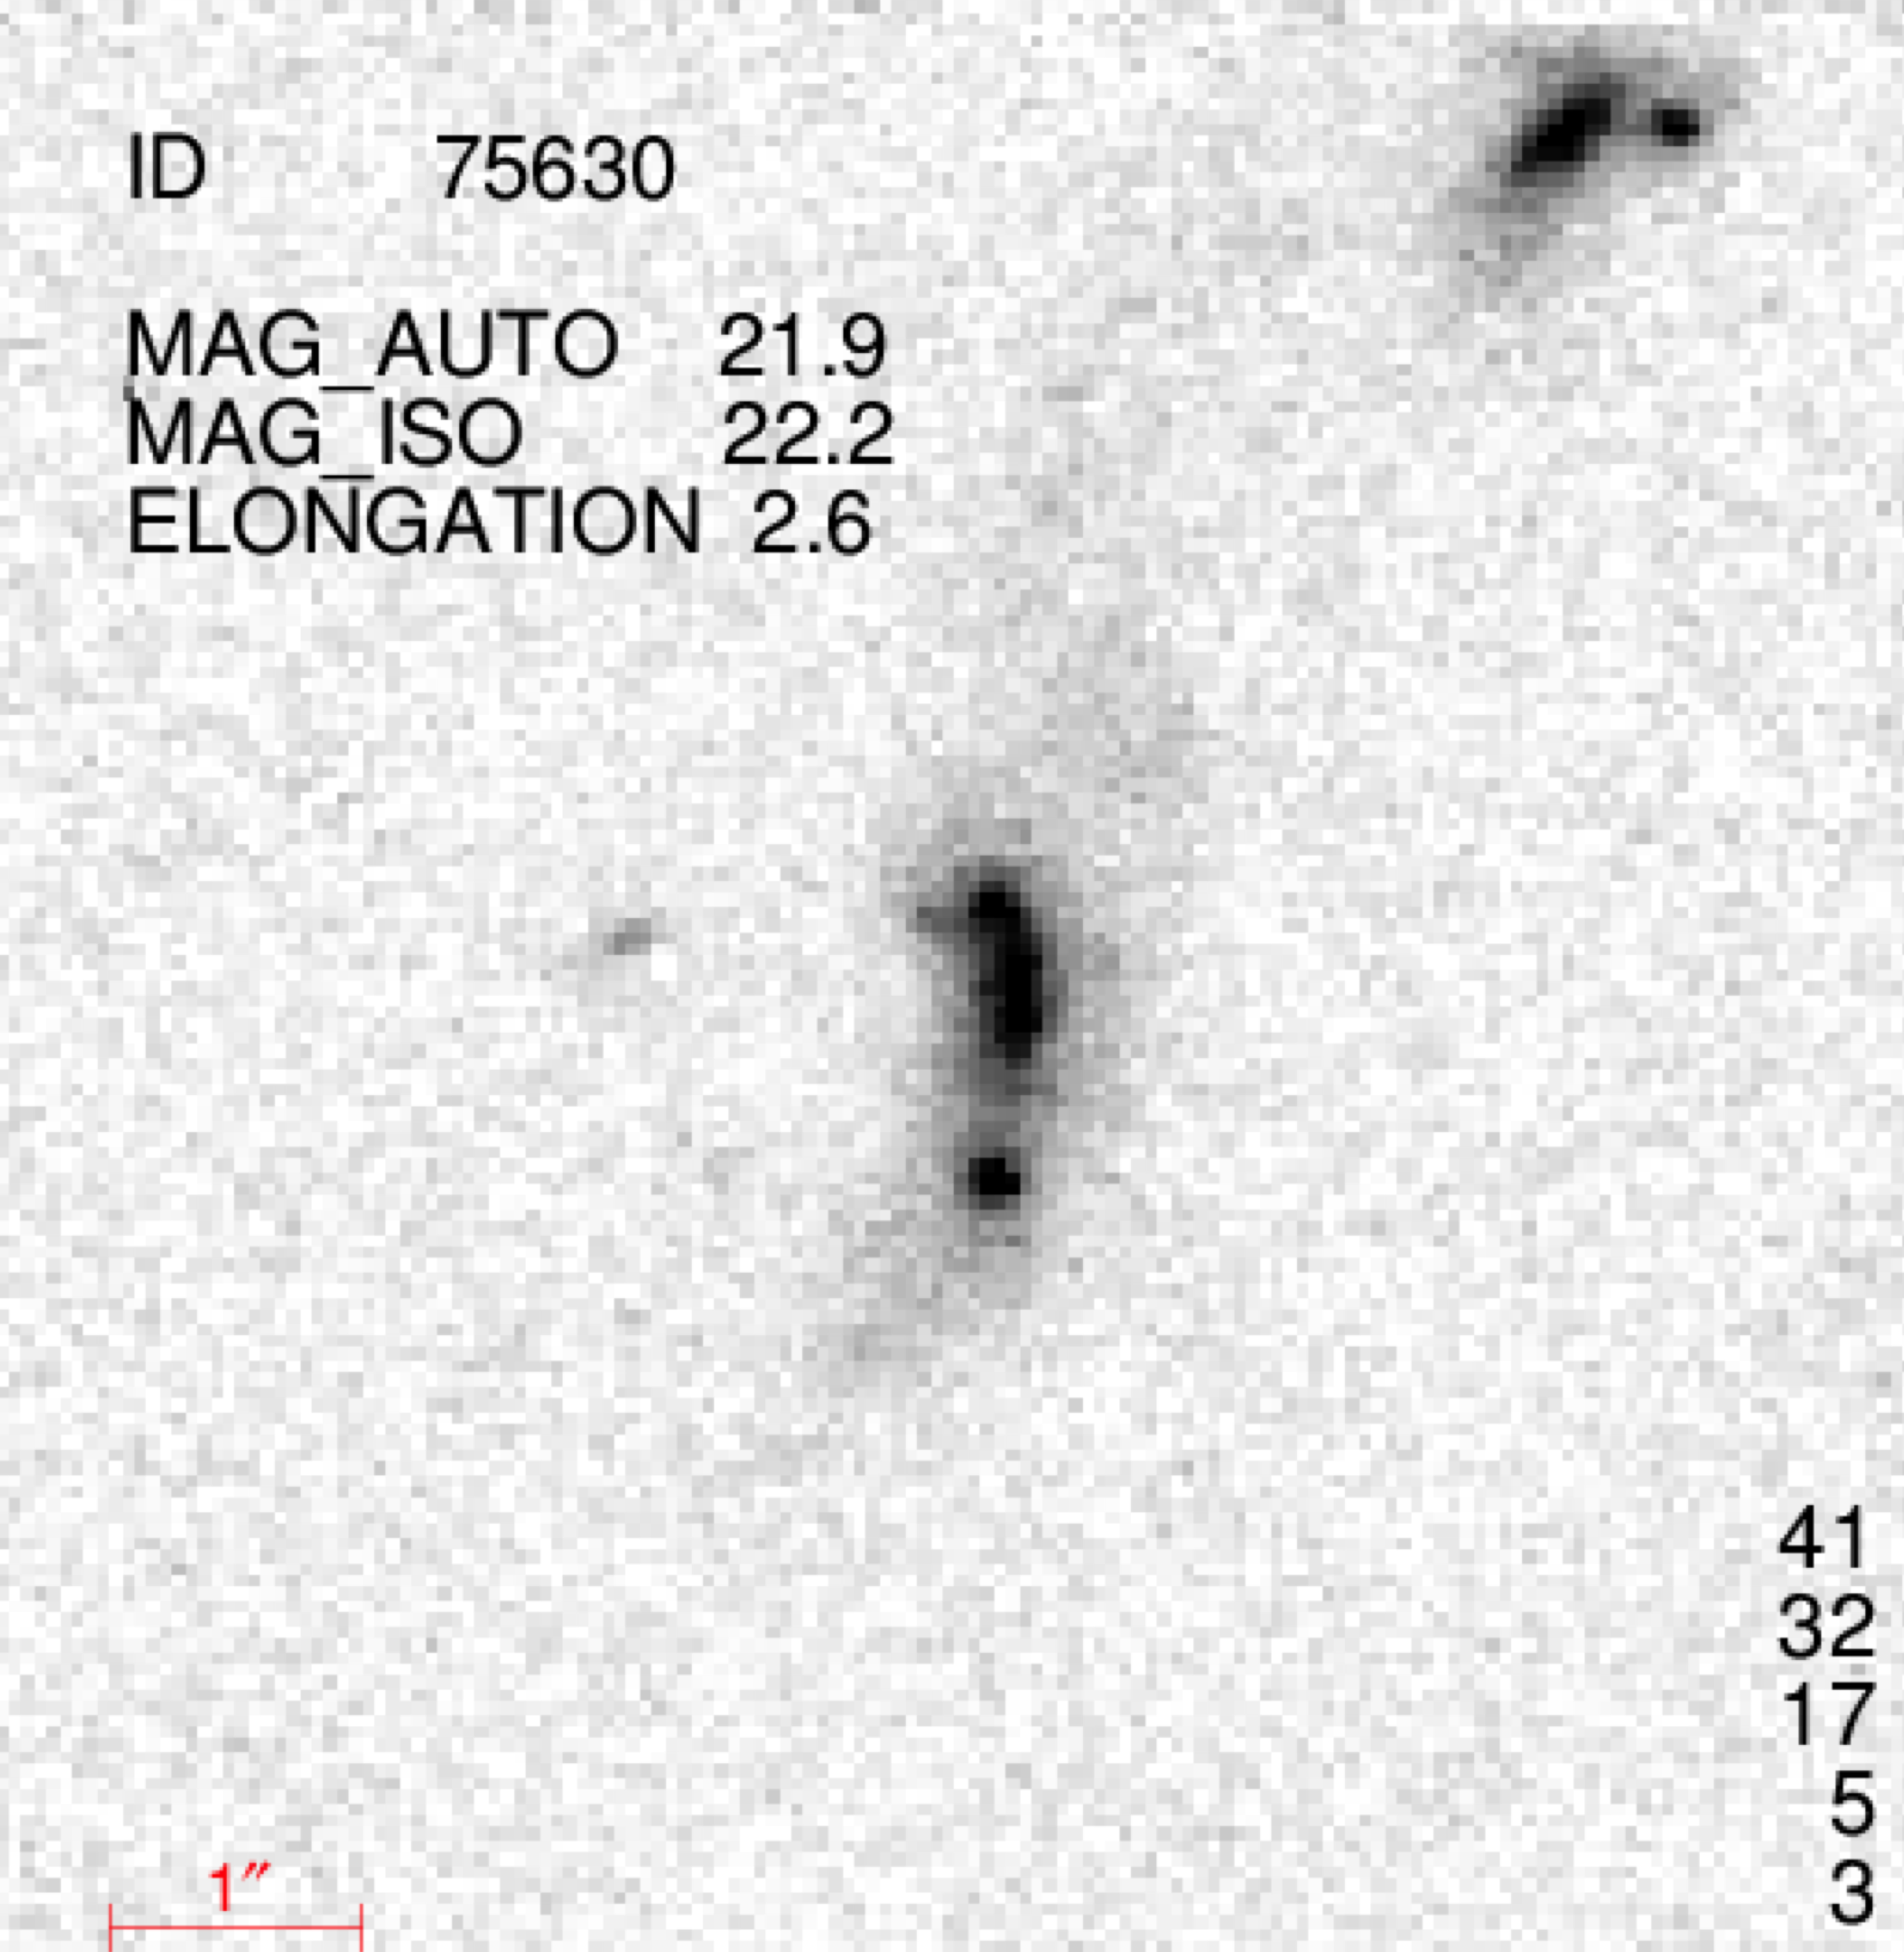 ID 75630
MAG_AUTO 21.9
MAG_ISO 22.2
ELONGATION 2.6
41
32
17
5
3
1″